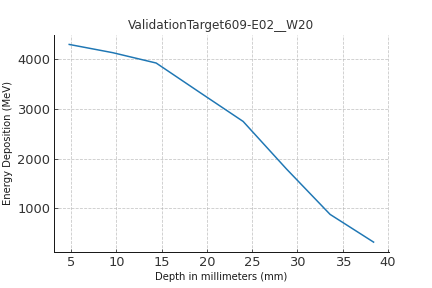 ValidationTarget609-E02__W20
Energy Deposition (MeV)
4000
3000
2000
1000
5 10 15 20 25 30 35 40
Depth in millimeters (mm)